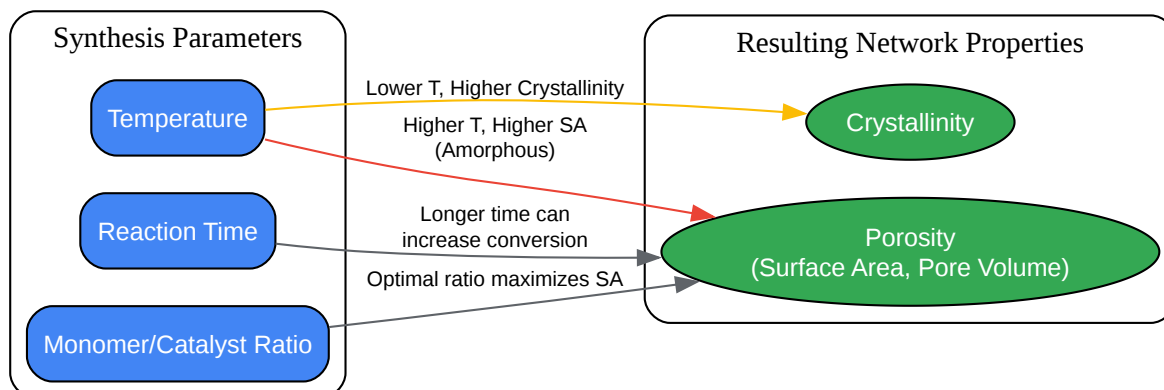 Synthesis Parameters
Resulting Network Properties
Temperature
Lower T, Higher Crystallinity
Crystallinity
Higher T, Higher SA
(Amorphous)
Reaction Time
Longer time can
increase conversion
Porosity
(Surface Area, Pore Volume)
Optimal ratio maximizes SA
Monomer/Catalyst Ratio